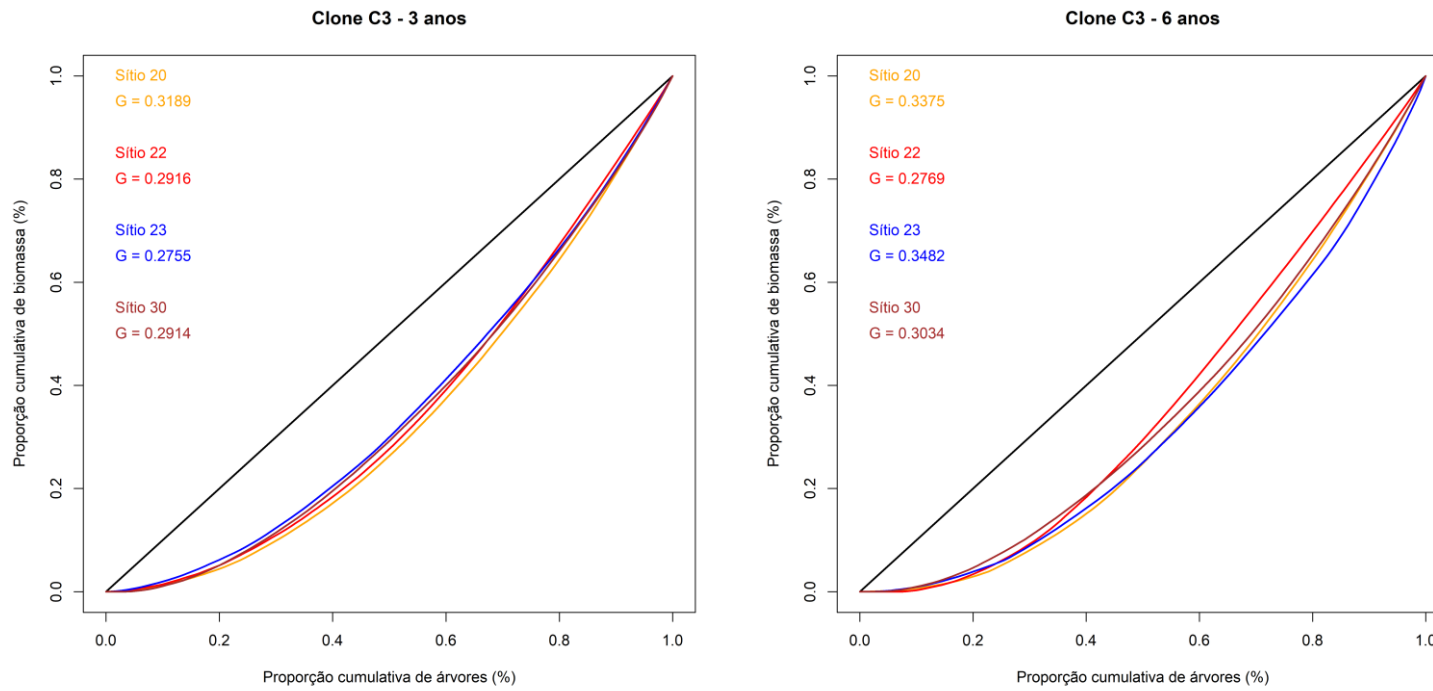 Clone C3 - 3 anos
Sítio 20
G = 0.3189
Sítio 22
G = 0.2916
Sítio 23
G = 0.2755
Sítio 30
G = 0.2914
Proporção cumulativa de biomassa (%)
1.0
0.8
0.6
0.4
0.2
0.0
0.0 0.2 0.4 0.6 0.8 1.0
Proporção cumulativa de árvores (%)
Clone C3 - 6 anos
Sítio 20
G = 0.3375
Sítio 22
G = 0.2769
Sítio 23
G = 0.3482
Sítio 30
G = 0.3034
Proporção cumulativa de biomassa (%)
1.0
0.8
0.6
0.4
0.2
0.0
0.0 0.2 0.4 0.6 0.8 1.0
Proporção cumulativa de árvores (%)